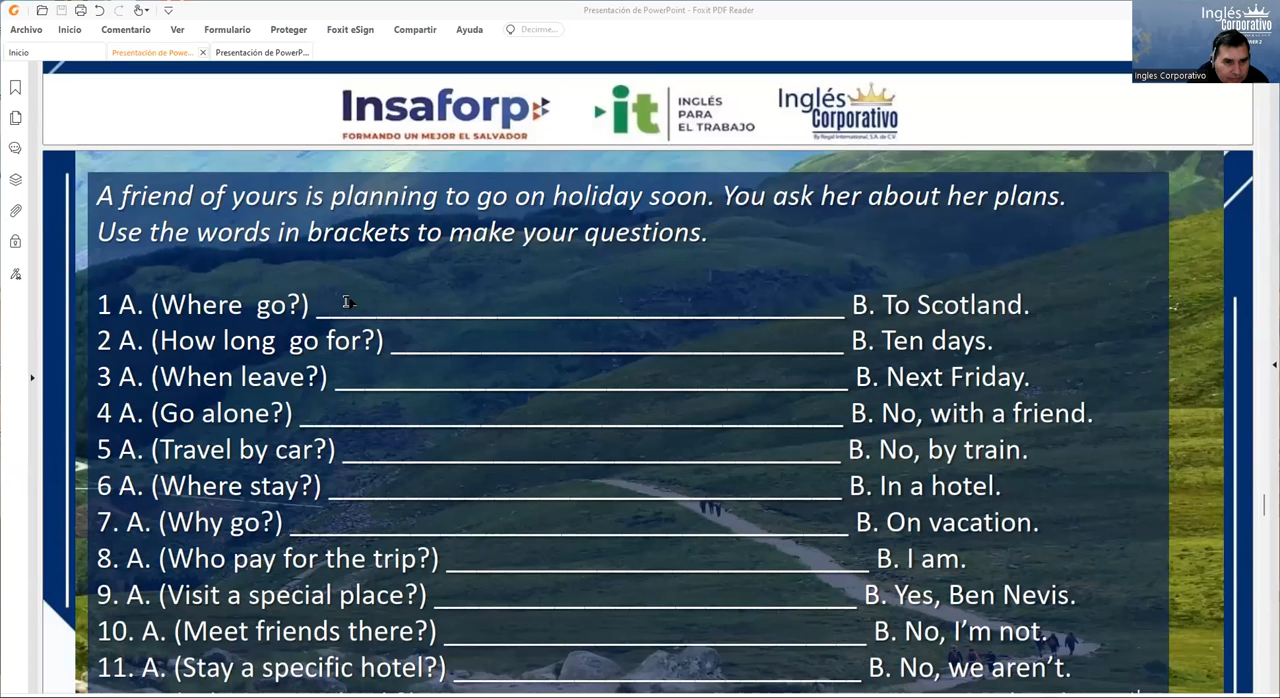 Presentación de PowerPoint - Foxit PDF Reader
Archivo Inicio Comentario Ver Formulario Proteger Foxit eSign Compartir Ayuda Decirme...
Inicio Presentación de Powe... Presentación de PowerP...
Inglés
Corporativo
Ingles Corporativo
Insaforp
FORMANDO UN MEJOR EL SALVADOR
it
INGLÉS
PARA
EL TRABAJO
Inglés
Corporativo
By Regal International, S.A. de C.V.
A friend of yours is planning to go on holiday soon. You ask her about her plans.
Use the words in brackets to make your questions.
1 A. (Where go?) ______ B. To Scotland.
2 A. (How long go for?) ______ B. Ten days.
3 A. (When leave?) ______ B. Next Friday.
4 A. (Go alone?) ______ B. No, with a friend.
5 A. (Travel by car?) ______ B. No, by train.
6 A. (Where stay?) ______ B. In a hotel.
7. A. (Why go?) ______ B. On vacation.
8. A. (Who pay for the trip?) ______ B. I am.
9. A. (Visit a special place?) ______ B. Yes, Ben Nevis.
10. A. (Meet friends there?) ______ B. No, I'm not.
11. A. (Stay a specific hotel?) ______ B. No, we aren't.